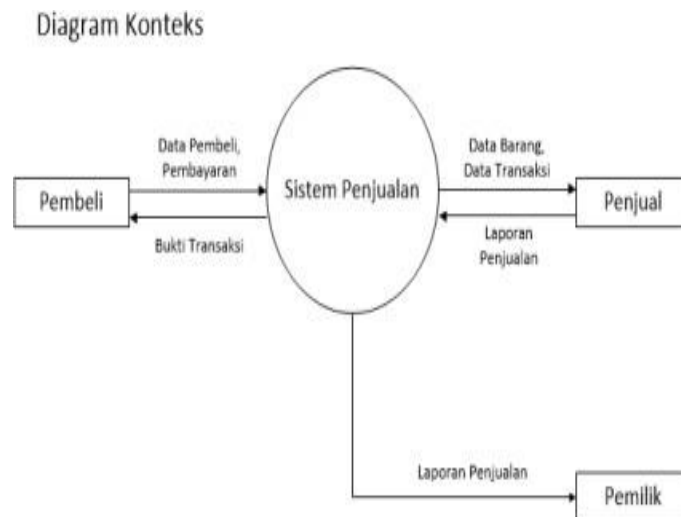 Diagram Konteks
Data Pembeli,
Pembayaran
Data Barang,
Data Transaksi
Pembeli
Sistem Penjualan
Penjual
Bukti Transaksi
Laporan
Penjualan
Laporan Penjualan
Pemilik